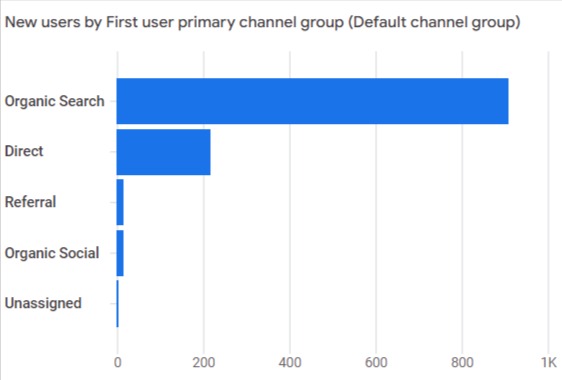 New users by First user primary channel group (Default channel group)
Organic Search
Direct
Referral
Organic Social
Unassigned
0 200 400 600 800 1K